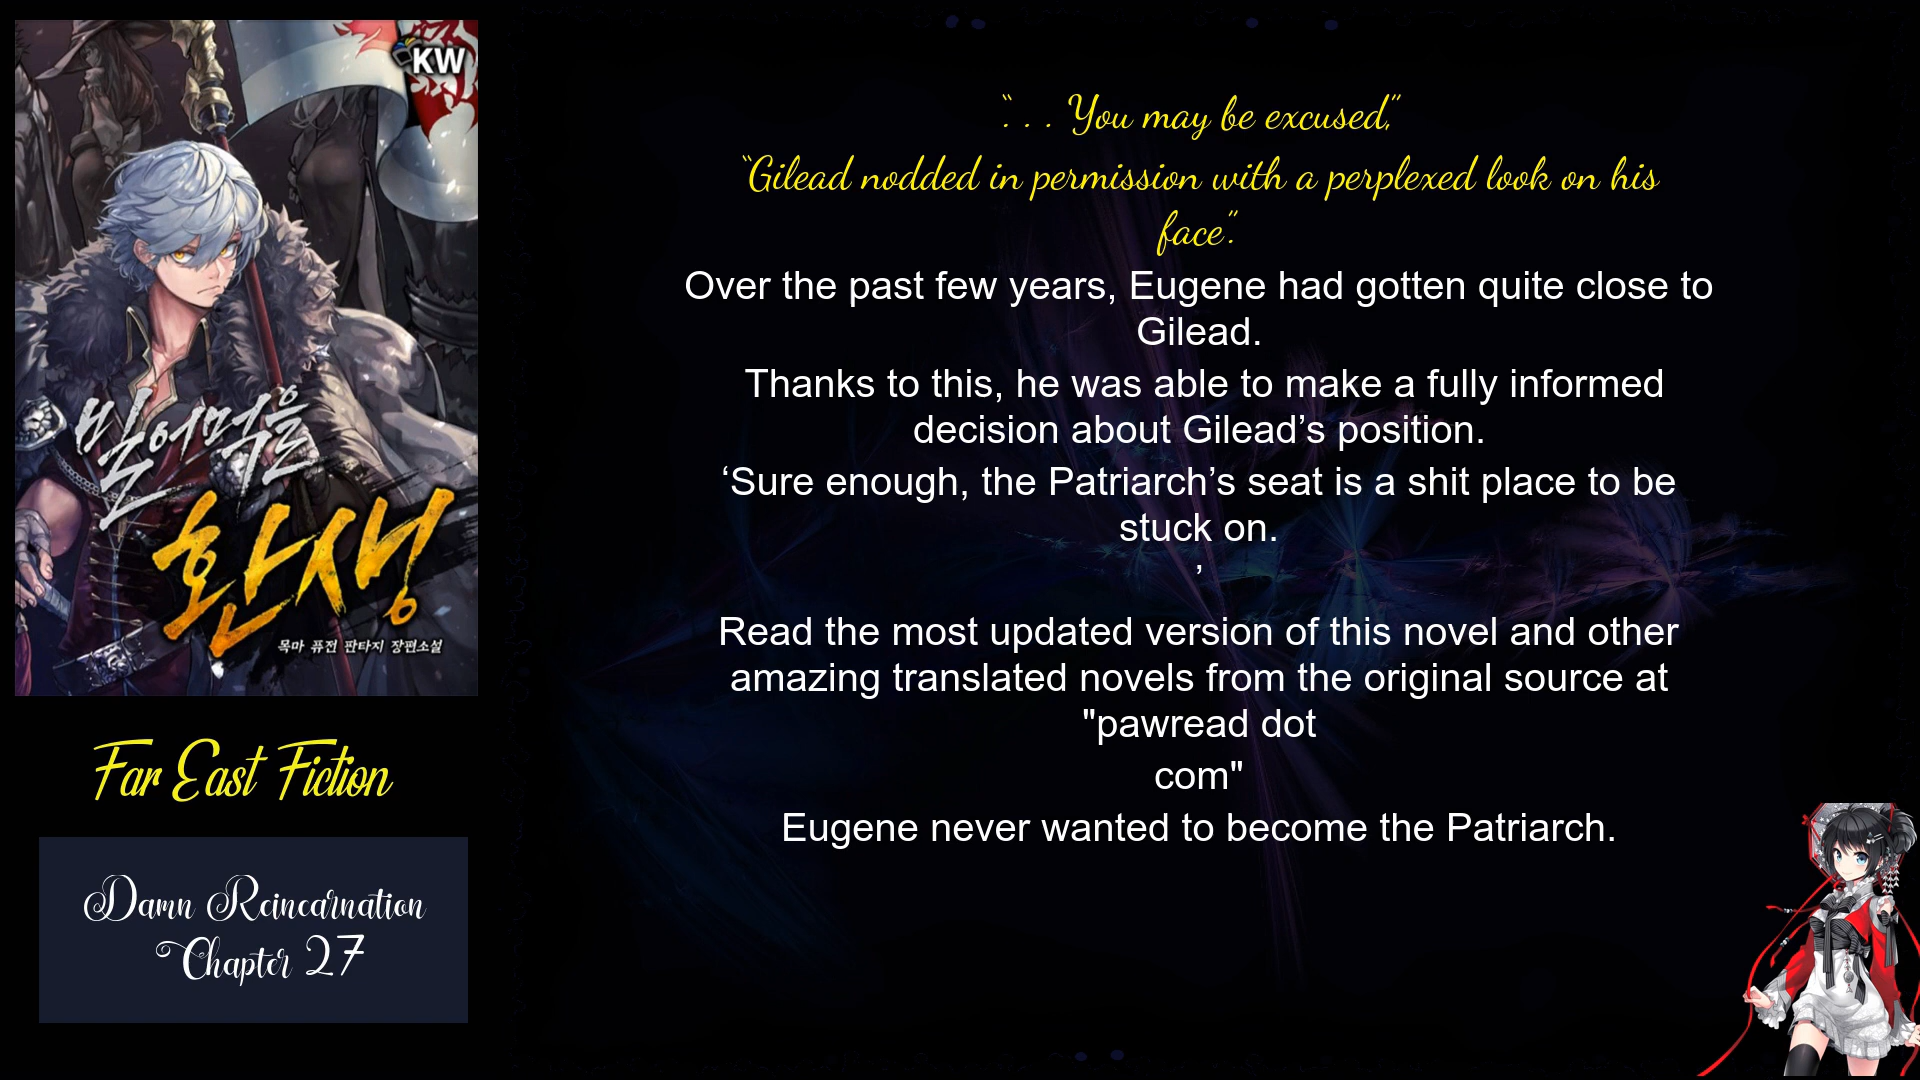 KW
빌어먹을
환생
목마 퓨전 판타지 장편소설
Far East Fiction
Damn Reincarnation
Chapter 27
“. . . You may be excused,”
“Gilead nodded in permission with a perplexed look on his
face”.
Over the past few years, Eugene had gotten quite close to
Gilead.
Thanks to this, he was able to make a fully informed
decision about Gilead’s position.
‘Sure enough, the Patriarch’s seat is a shit place to be
stuck on.
’
Read the most updated version of this novel and other
amazing translated novels from the original source at
"pawread dot
com"
Eugene never wanted to become the Patriarch.